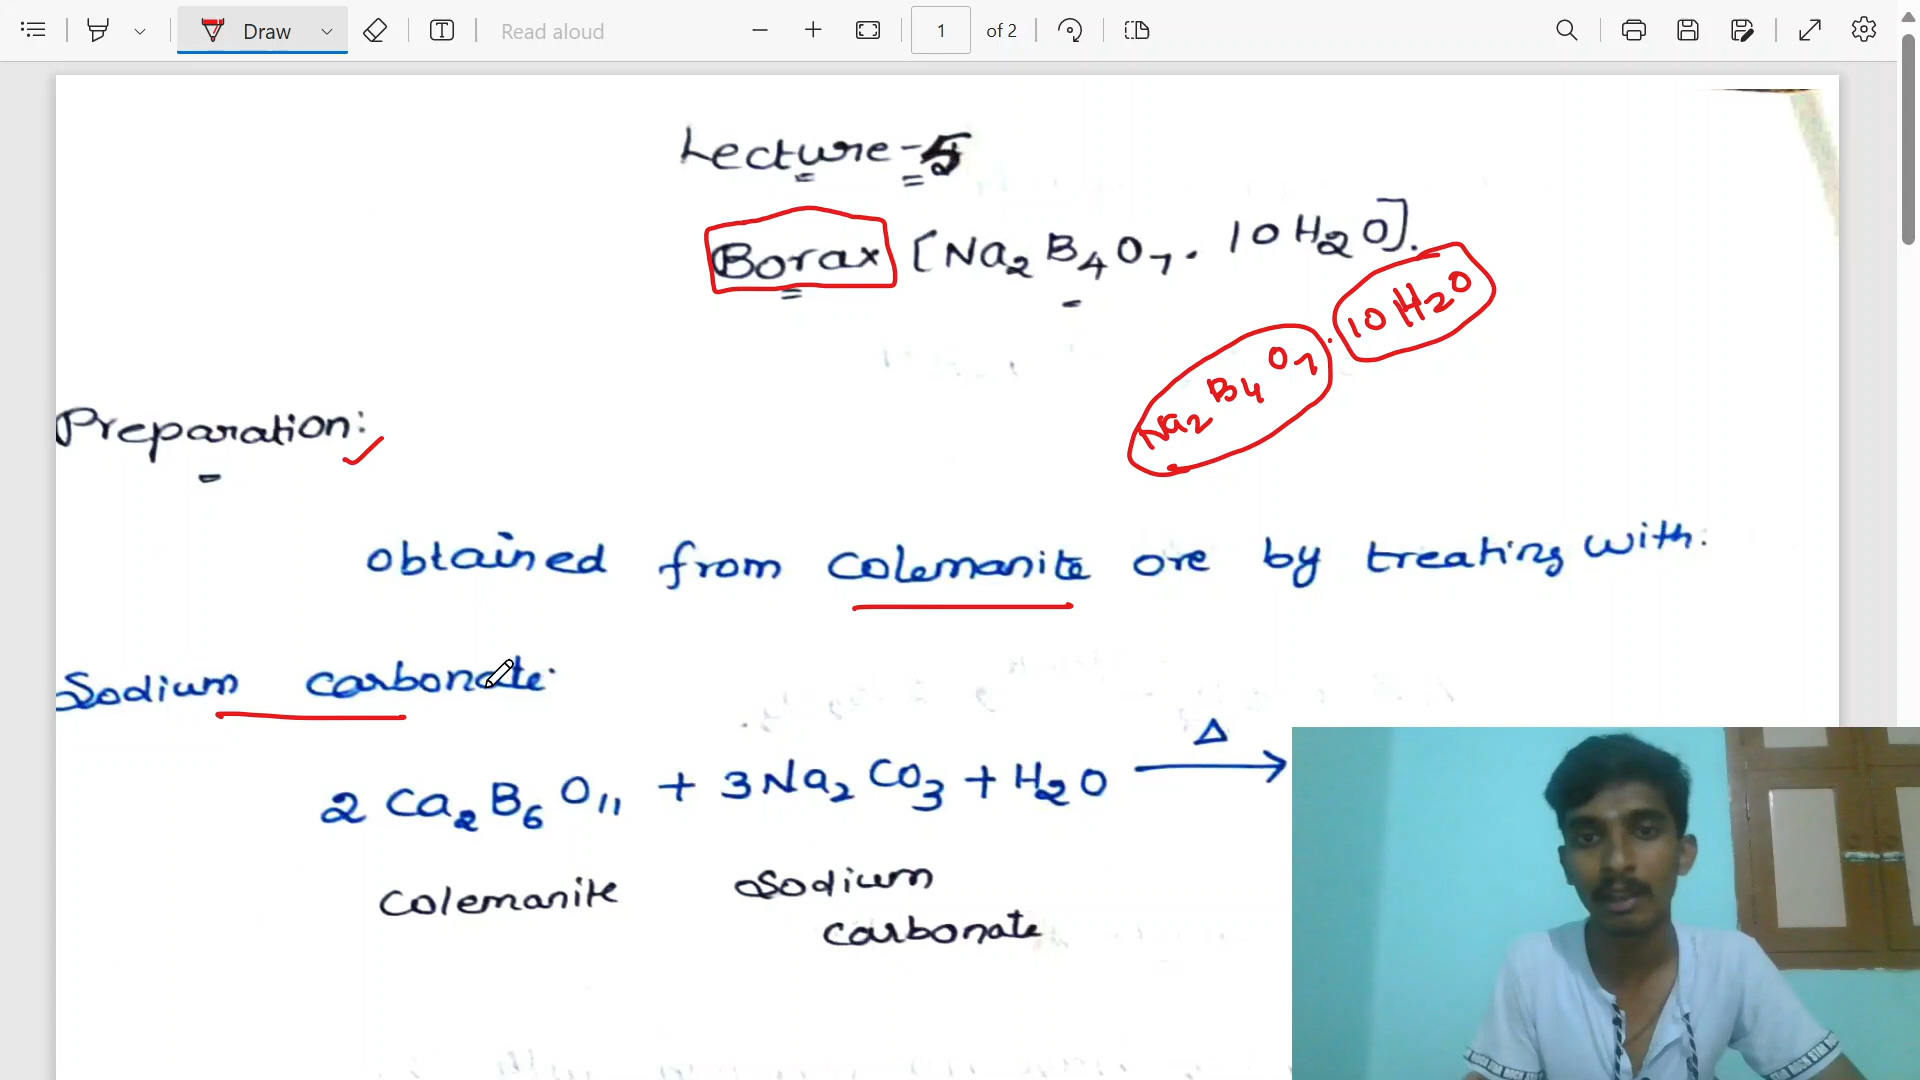 Draw
Read aloud
1 of 2
Lecture-5
Borax [Na₂B₄O₇. 10H₂O].
Na₂B₄O₇.10H₂O
Preparation:
obtained from colemanite ore by treating with:
Sodium carbonate.
Δ
2 Ca₂B₆O₁₁ + 3Na₂CO₃ + H₂O →
colemanite Sodium
carbonate